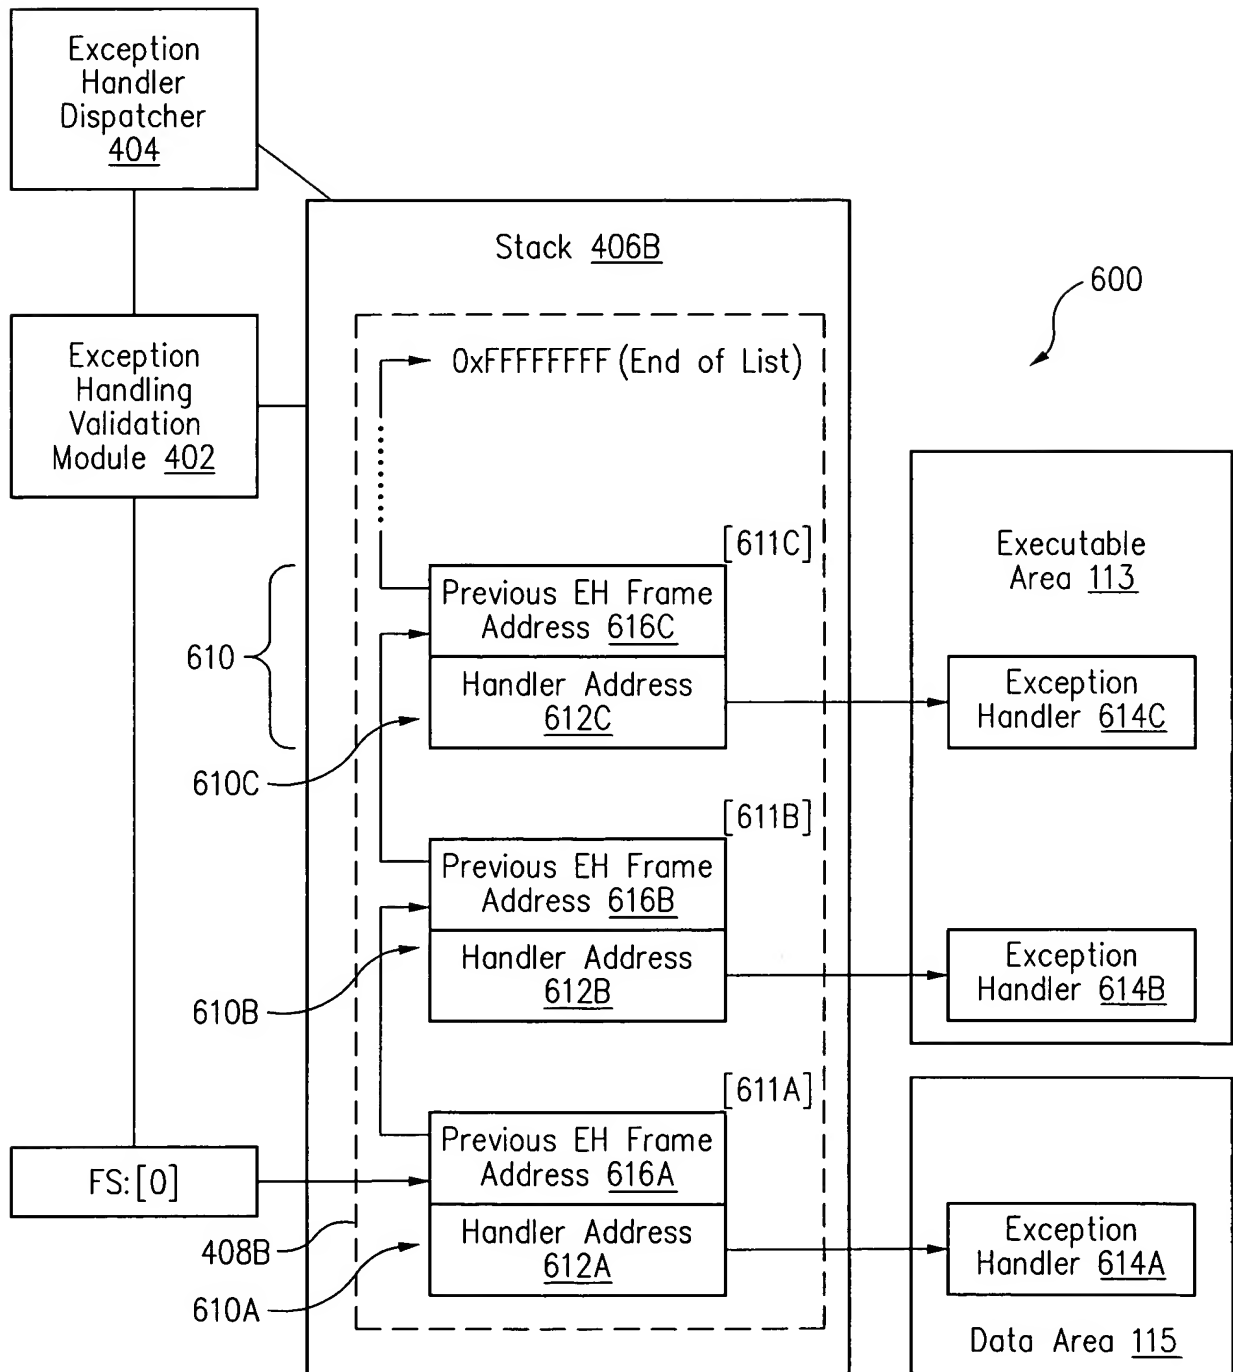 Exception
Handler
Dispatcher
404
Stack 406B
600
Exception
Handling
Validation
Module 402
0xFFFFFFFF (End of List)
[611C]
Executable
Area 113
Previous EH Frame
Address 616C
610
Handler Address
612C
Exception
Handler 614C
610C
[611B]
Previous EH Frame
Address 616B
Handler Address
612B
Exception
Handler 614B
610B
[611A]
Previous EH Frame
Address 616A
FS:[0]
Handler Address
612A
Exception
Handler 614A
408B
610A
Data Area 115